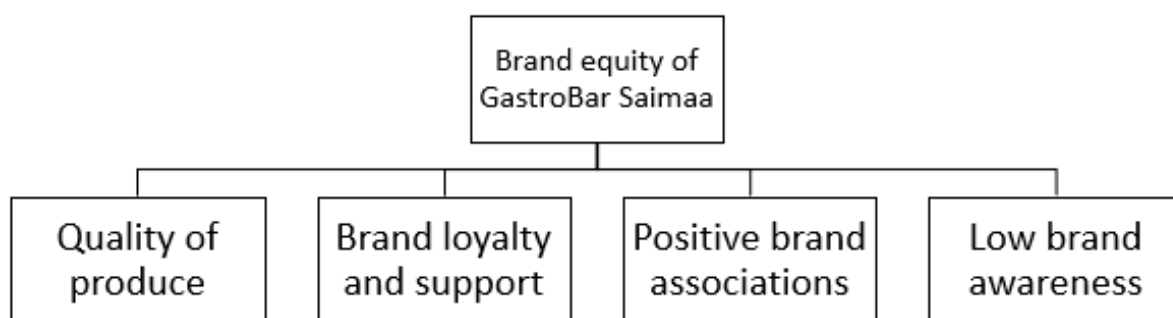 Brand equity of
GastroBar Saimaa
Quality of
produce
Brand loyalty
and support
Positive brand
associations
Low brand
awareness